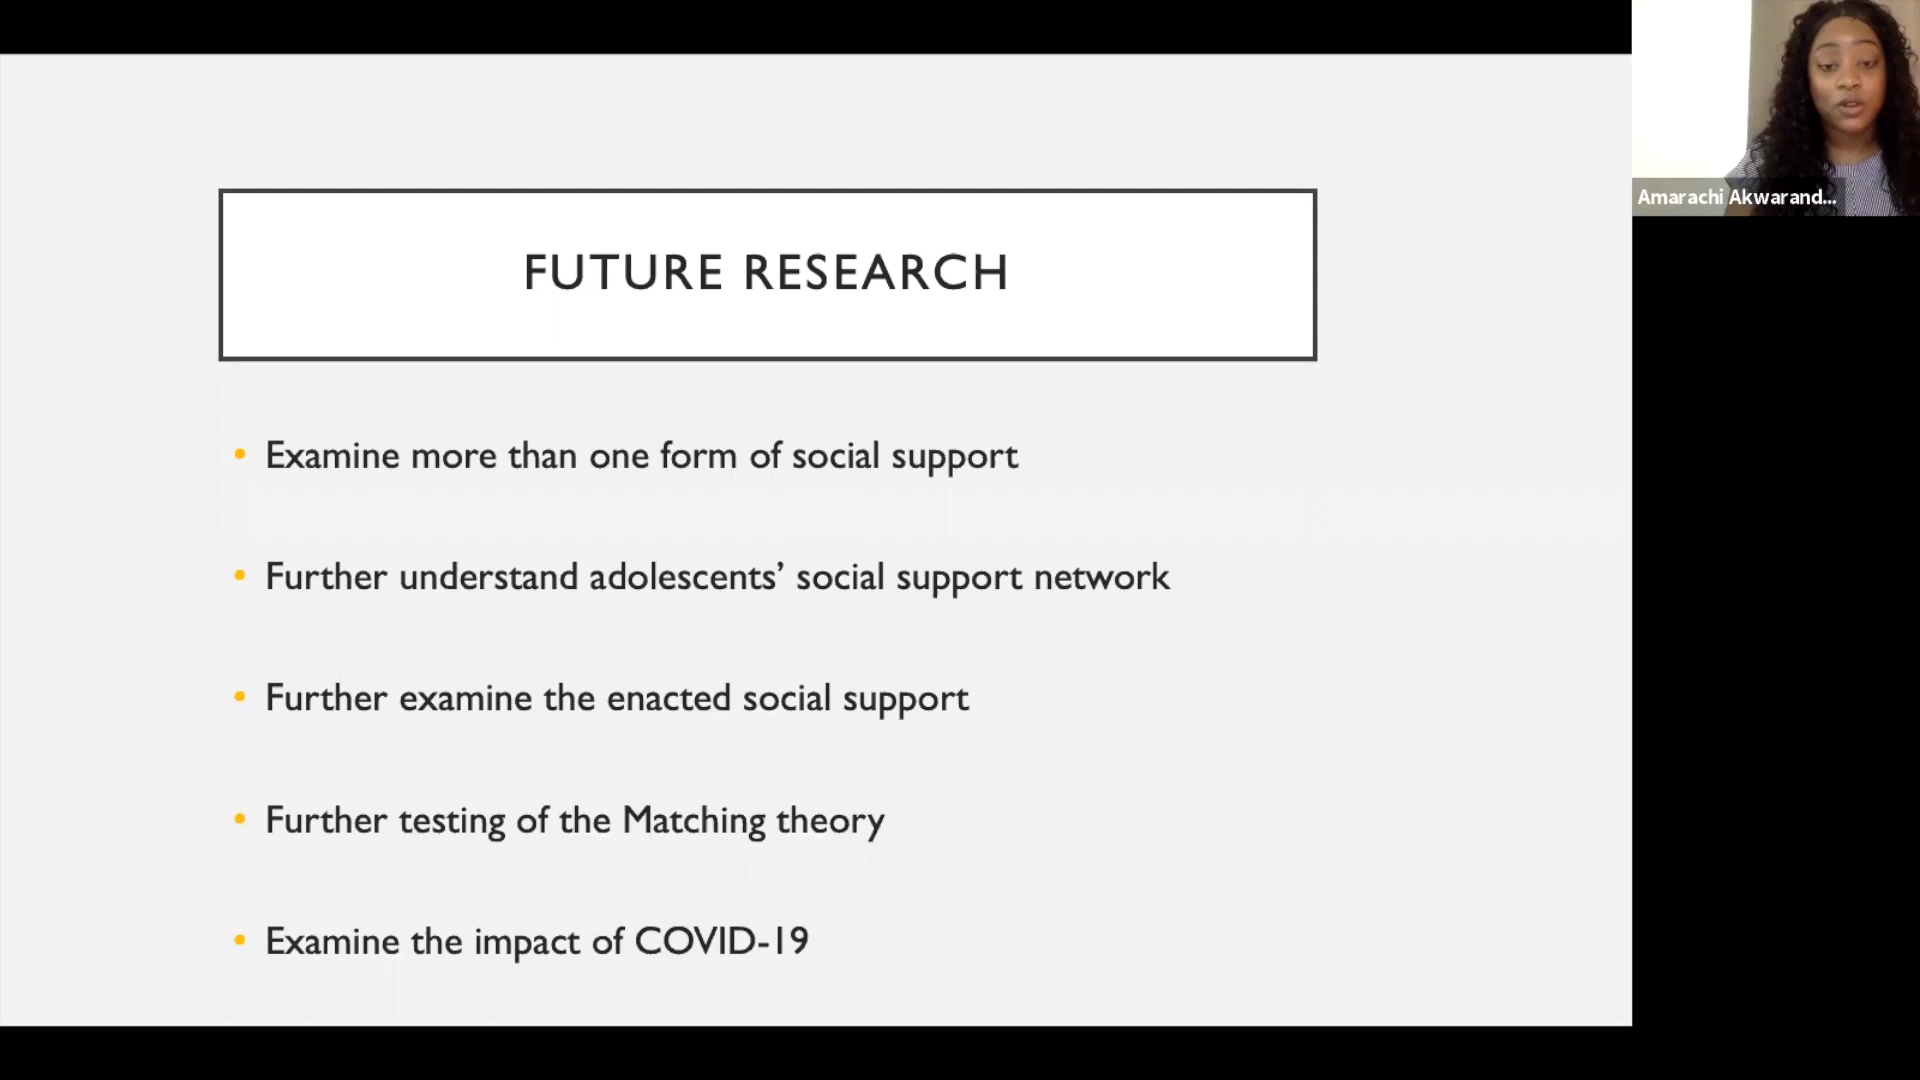 FUTURE RESEARCH
• Examine more than one form of social support
• Further understand adolescents’ social support network
• Further examine the enacted social support
• Further testing of the Matching theory
• Examine the impact of COVID-19
Amarachi Akwarand...